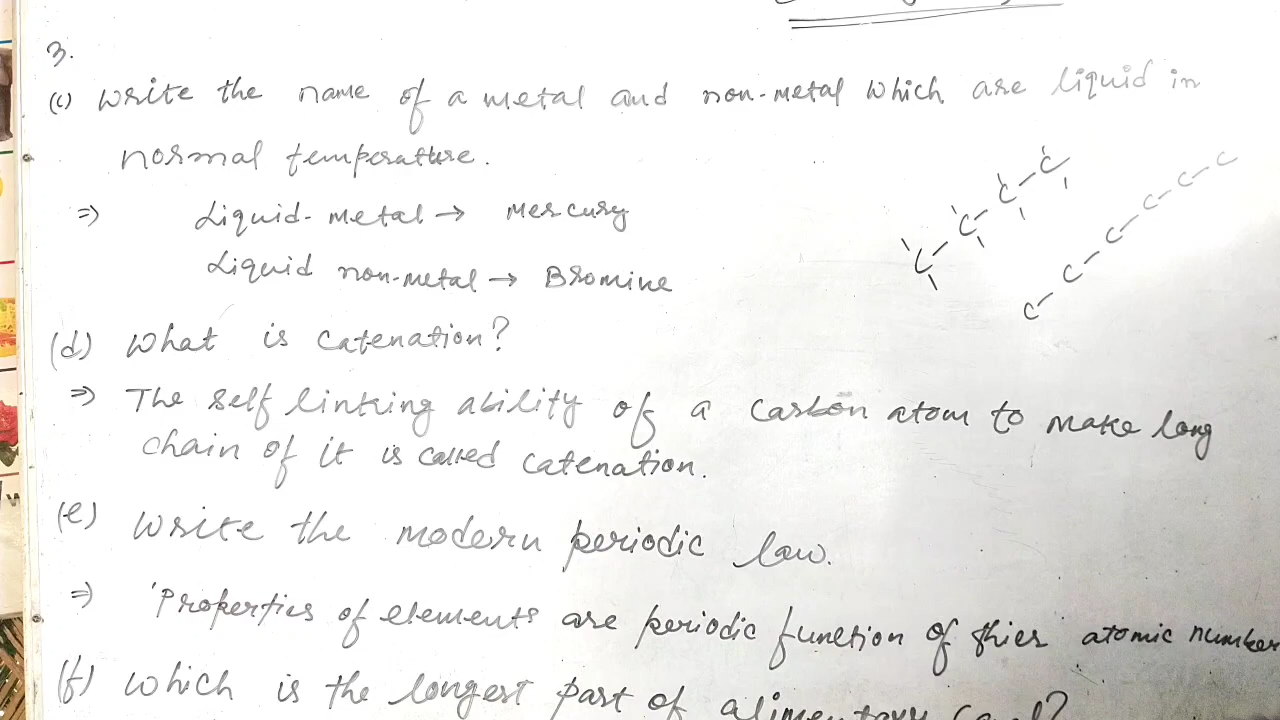 3.
(c) Write the name of a metal and non-metal which are liquid in
normal temperature.
⇒ Liquid-metal → Mercury
Liquid non-metal → Bromine
C-C-C-C
C-C-C-C-C-C
(d) What is catenation?
⇒ The self linking ability of a carbon atom to make long
chain of it is called catenation.
(e) Write the modern periodic law.
⇒ 'Properties of elements are periodic function of thier atomic number
(f) Which is the longest part of alimentary canal?